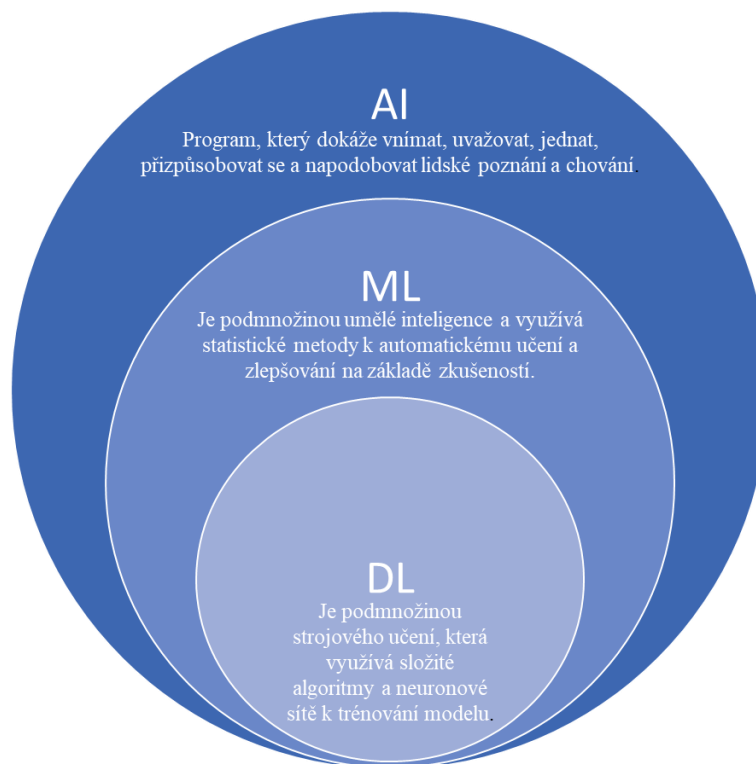 AI
Program, který dokáže vnímat, uvažovat, jednat,
přizpůsobovat se a napodobovat lidské poznání a chování.
ML
Je podmnožinou umělé inteligence a využívá
statistické metody k automatickému učení a
zlepšování na základě zkušeností.
DL
Je podmnožinou
strojového učení, která
využívá složité
algoritmy a neuronové
sítě k trénování modelu.